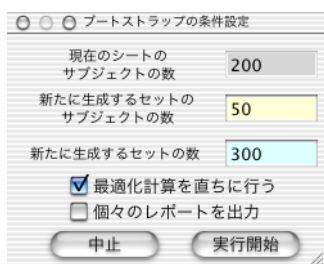 ブートストラップの条件設定
現在のシートの
サブジェクトの数
200
新たに生成するセットの
サブジェクトの数
50
新たに生成するセットの数
300
最適化計算を直ちに行う
個々のレポートを出力
中止
実行開始